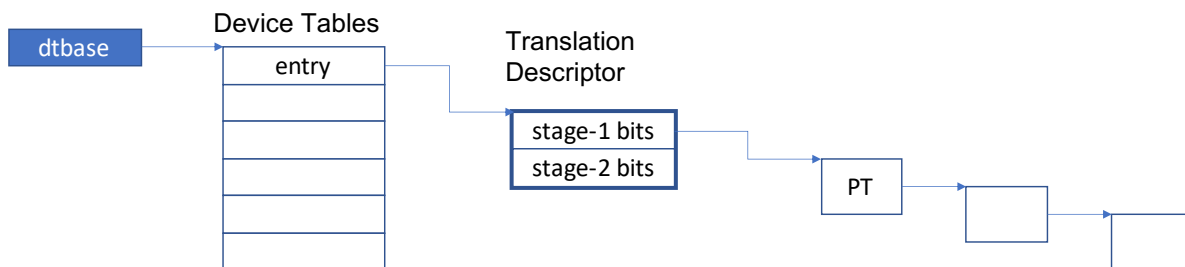 Device Tables
dtbase
entry
Translation
Descriptor
stage-1 bits
stage-2 bits
PT